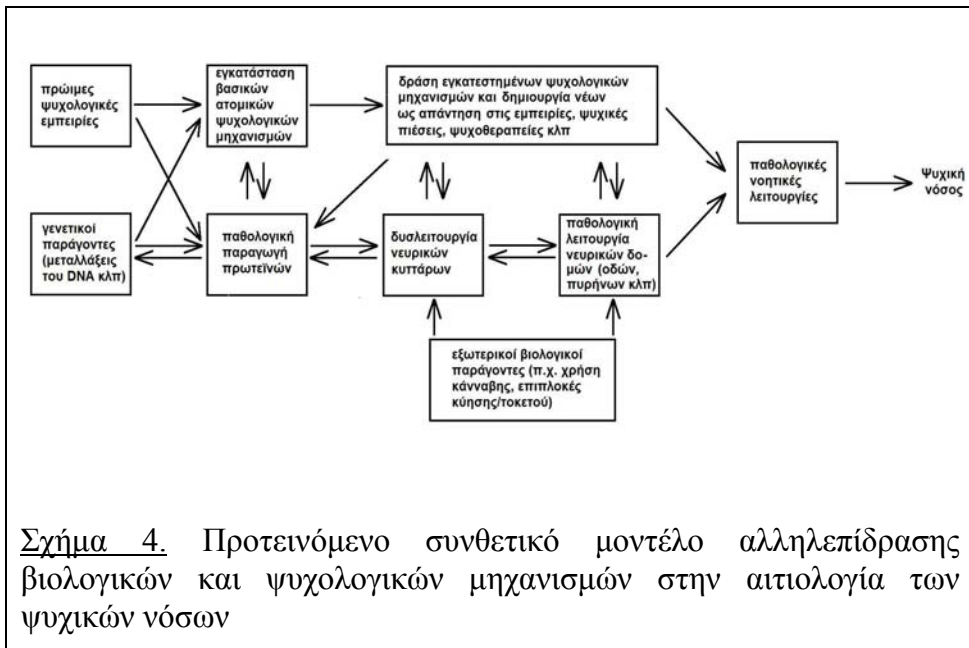 πρώιμες
ψυχολογικές
εμπειρίες
εγκατάσταση
βασικών
ατομικών
ψυχολογικών
μηχανισμών
δράση εγκατεστημένων ψυχολογικών
μηχανισμών και δημιουργία νέων
ως απάντηση στις εμπειρίες, ψυχικές
πιέσεις, ψυχοθεραπείες κλπ
παθολογικές
νοητικές
λειτουργίες
Ψυχική
νόσος
γενετικοί
παράγοντες
(μεταλλάξεις
του DNA κλπ)
παθολογική
παραγωγή
πρωτεϊνών
δυσλειτουργία
νευρικών
κυττάρων
παθολογική
λειτουργία
νευρικών δο-
μών (οδών,
πυρήνων κλπ)
εξωτερικοί βιολογικοί
παράγοντες (π.χ. χρήση
κάνναβης, επιπλοκές
κύησης/τοκετού)
Σχήμα 4. Προτεινόμενο συνθετικό μοντέλο αλληλεπίδρασης
βιολογικών και ψυχολογικών μηχανισμών στην αιτιολογία των
ψυχικών νόσων